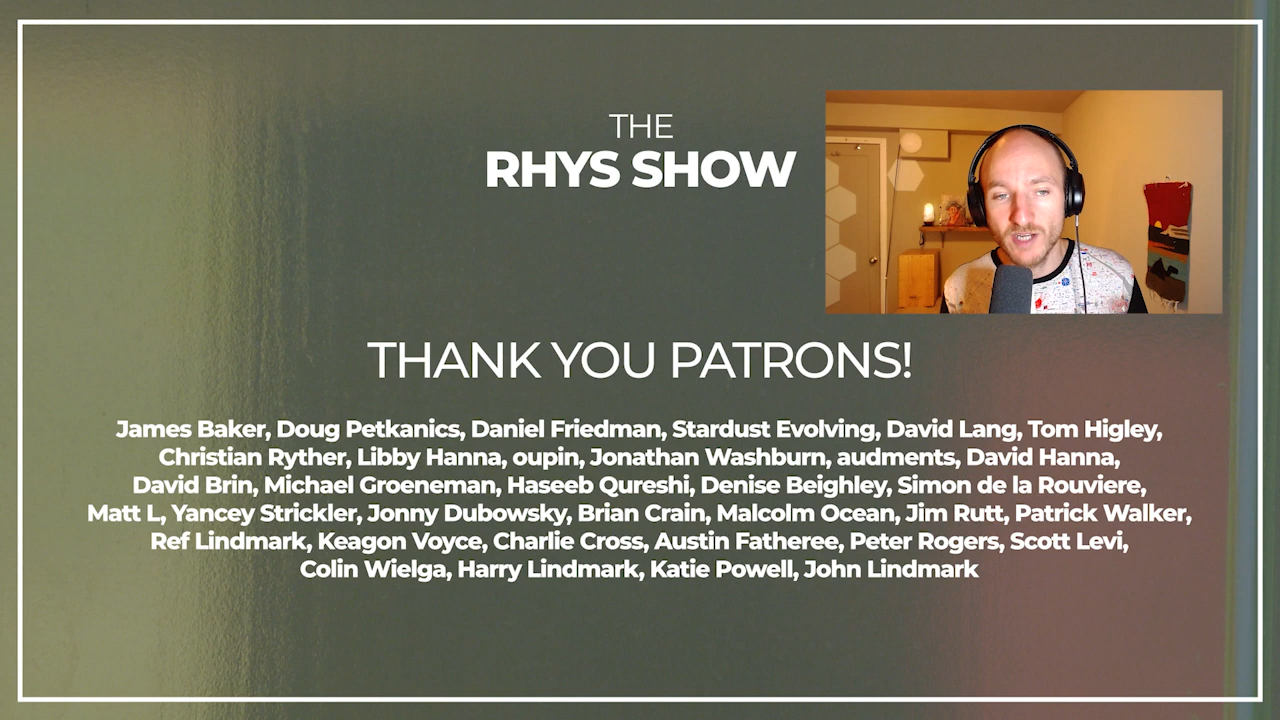 THE
RHYS SHOW
THANK YOU PATRONS!
James Baker, Doug Petkanics, Daniel Friedman, Stardust Evolving, David Lang, Tom Higley,
Christian Ryther, Libby Hanna, oupin, Jonathan Washburn, audments, David Hanna,
David Brin, Michael Groeneman, Haseeb Qureshi, Denise Beighley, Simon de la Rouviere,
Matt L, Yancey Strickler, Jonny Dubowsky, Brian Crain, Malcolm Ocean, Jim Rutt, Patrick Walker,
Ref Lindmark, Keagon Voyce, Charlie Cross, Austin Fatheree, Peter Rogers, Scott Levi,
Colin Wielga, Harry Lindmark, Katie Powell, John Lindmark